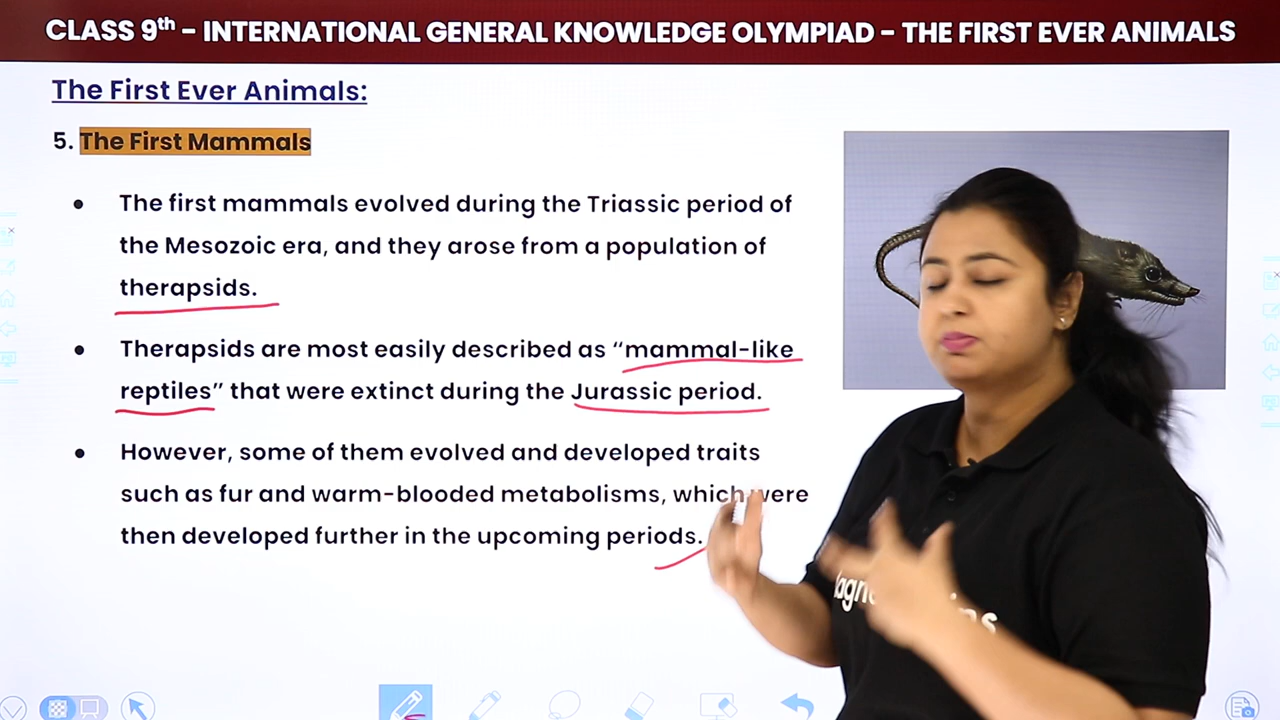 CLASS 9th – INTERNATIONAL GENERAL KNOWLEDGE OLYMPIAD – THE FIRST EVER ANIMALS
The First Ever Animals:
5. The First Mammals
● The first mammals evolved during the Triassic period of
the Mesozoic era, and they arose from a population of
therapsids.
● Therapsids are most easily described as “mammal-like
reptiles” that were extinct during the Jurassic period.
● However, some of them evolved and developed traits
such as fur and warm-blooded metabolisms, which were
then developed further in the upcoming periods.